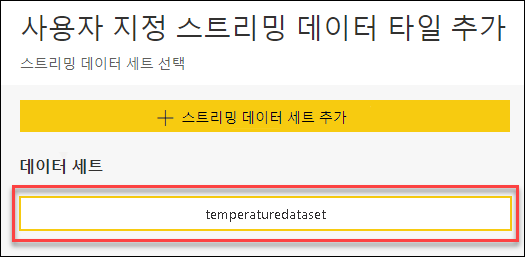 사용자 지정 스트리밍 데이터 타일 추가
스트리밍 데이터 세트 선택
+ 스트리밍 데이터 세트 추가
데이터 세트
temperaturedataset